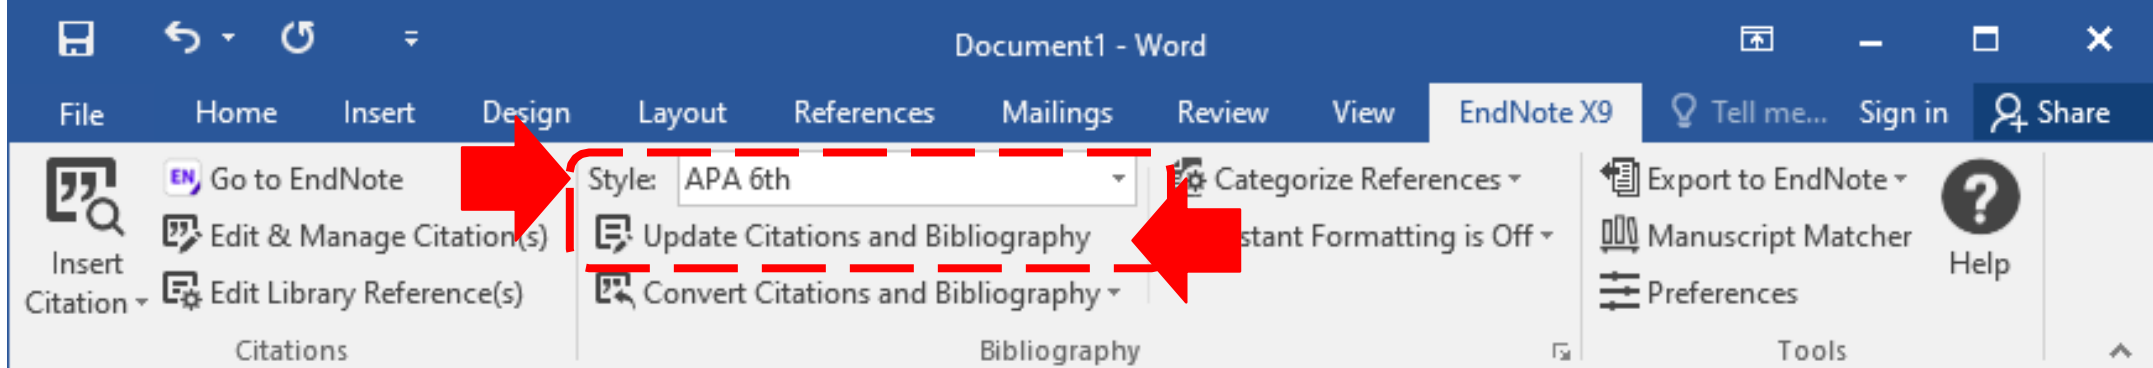 Document1 - Word
File Home Insert Design Layout References Mailings Review View EndNote X9 Tell me... Sign in Share
Insert Citation
EN Go to EndNote
Edit & Manage Citation(s)
Edit Library Reference(s)
Citations
Style: APA 6th
Update Citations and Bibliography
Convert Citations and Bibliography
Categorize References
Formatting is Off
Bibliography
Export to EndNote
Manuscript Matcher
Preferences
Help
Tools